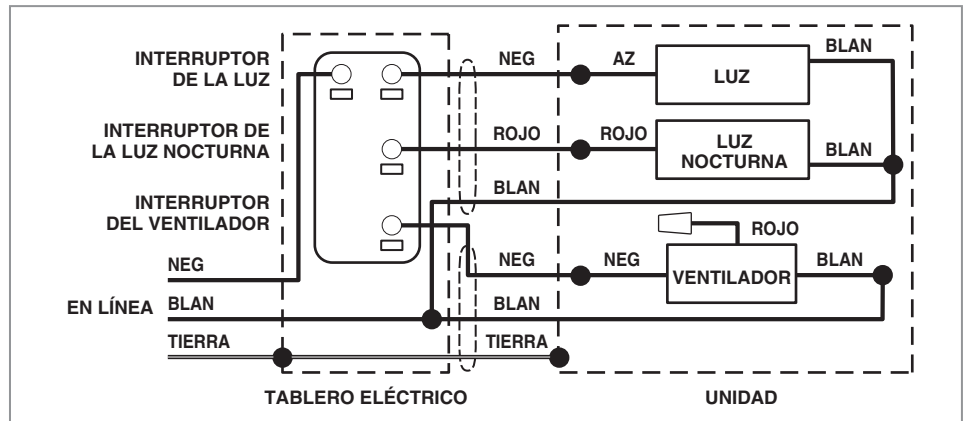 INTERRUPTOR
DE LA LUZ
NEG
AZ
LUZ
BLAN
INTERRUPTOR DE
LA LUZ NOCTURNA
ROJO
ROJO
LUZ
NOCTURNA
BLAN
BLAN
INTERRUPTOR
DEL VENTILADOR
ROJO
NEG
NEG
NEG
VENTILADOR
BLAN
EN LÍNEA
BLAN
BLAN
TIERRA
TIERRA
TABLERO ELÉCTRICO
UNIDAD